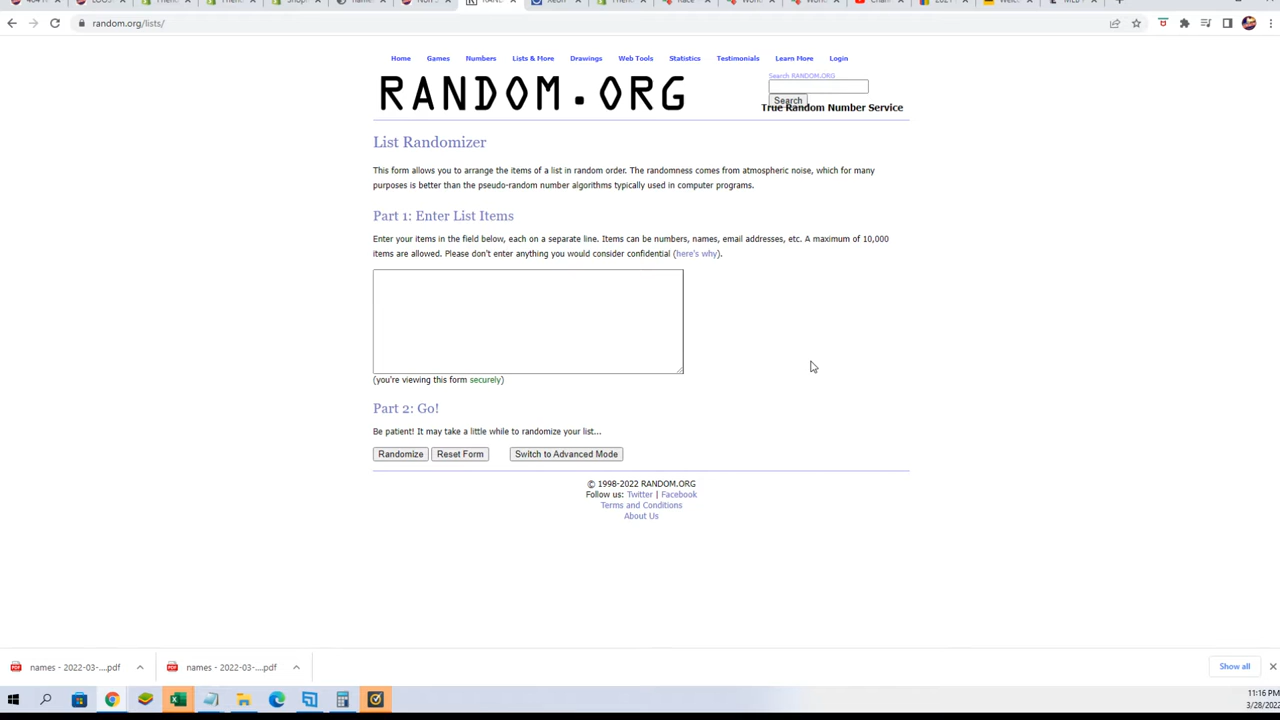 random.org/lists/
Home Games Numbers Lists & More Drawings Web Tools Statistics Testimonials Learn More Login
Search RANDOM.ORG
RANDOM.ORG
Search
True Random Number Service
List Randomizer
This form allows you to arrange the items of a list in random order. The randomness comes from atmospheric noise, which for many
purposes is better than the pseudo-random number algorithms typically used in computer programs.
Part 1: Enter List Items
Enter your items in the field below, each on a separate line. Items can be numbers, names, email addresses, etc. A maximum of 10,000
items are allowed. Please don't enter anything you would consider confidential (here's why).
(you're viewing this form securely)
Part 2: Go!
Be patient! It may take a little while to randomize your list...
Randomize Reset Form Switch to Advanced Mode
© 1998-2022 RANDOM.ORG
Follow us: Twitter | Facebook
Terms and Conditions
About Us
names - 2022-03-....pdf names - 2022-03-....pdf Show all
11:16 PM
3/28/2022